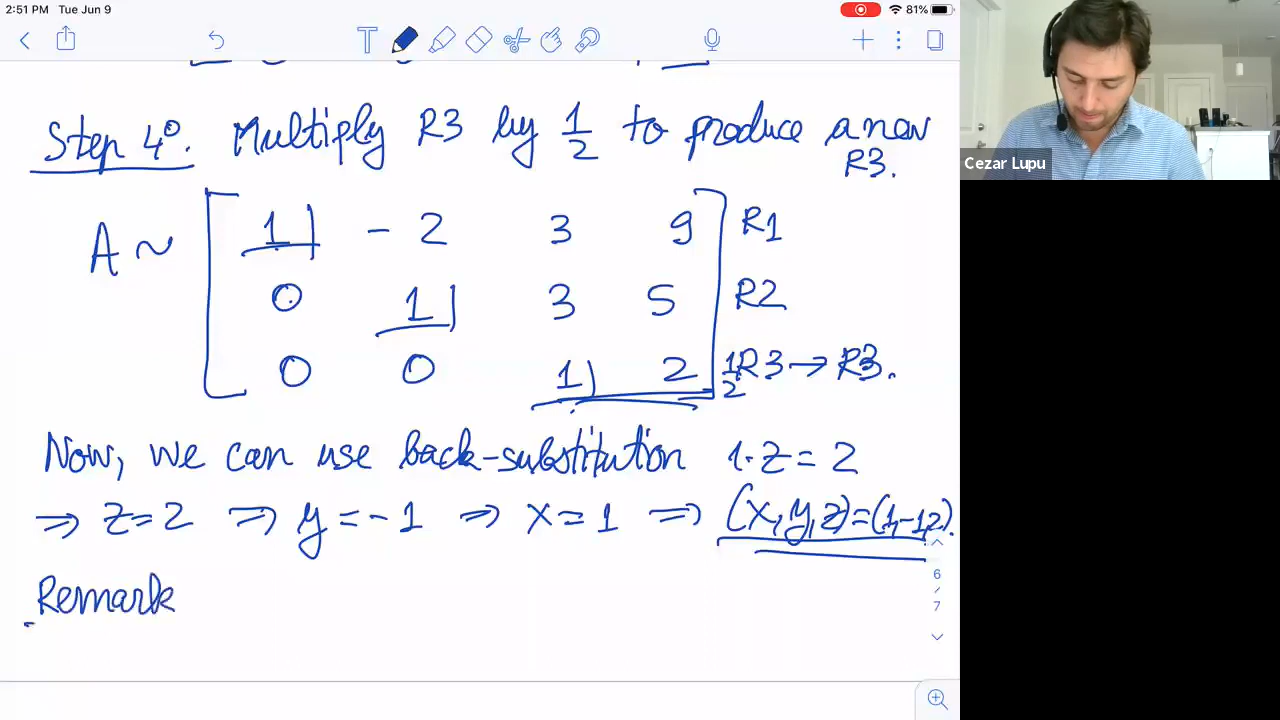 2:51 PM Tue Jun 9
81%
T
Step 4°. Multiply R3 by 1/2 to produce a new
R3.
A ~ [ 1 -2 3 9 ] R1
0 1 3 5 R2
0 0 1 2 1/2 R3 → R3.
Now, we can use back-substitution 1·z = 2
⇒ z=2 ⇒ y=-1 ⇒ x=1 ⇒ (x,y,z)=(1,-1,2).
Remark
6
/
7
Cezar Lupu